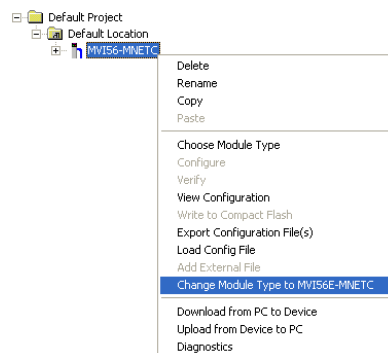 Default Project
Default Location
MVI56-MNETC
Delete
Rename
Copy
Paste
Choose Module Type
Configure
Verify
View Configuration
Write to Compact Flash
Export Configuration File(s)
Load Config File
Add External File
Change Module Type to MVI56E-MNETC
Download from PC to Device
Upload from Device to PC
Diagnostics